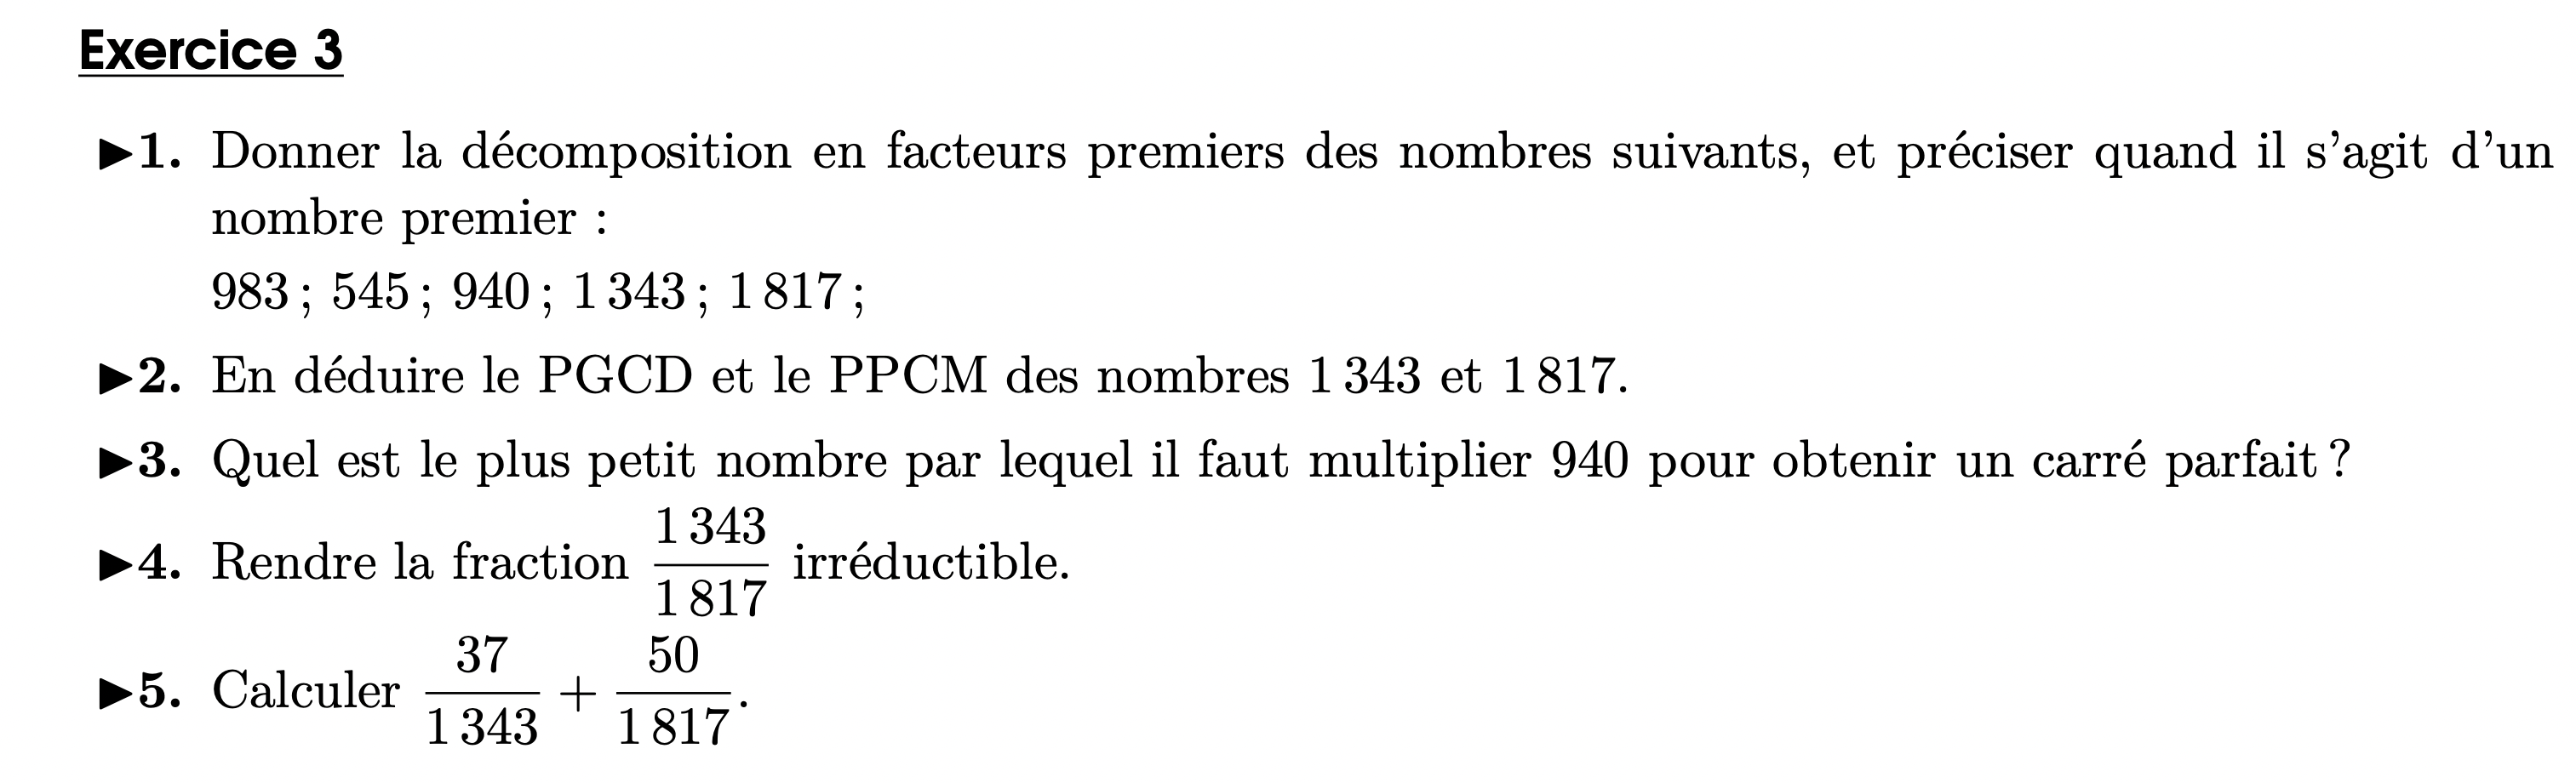 Exercice 3
▶1. Donner la décomposition en facteurs premiers des nombres suivants, et préciser quand il s'agit d'un
nombre premier :
983 ; 545 ; 940 ; 1 343 ; 1 817 ;
▶2. En déduire le PGCD et le PPCM des nombres 1 343 et 1 817.
▶3. Quel est le plus petit nombre par lequel il faut multiplier 940 pour obtenir un carré parfait ?
▶4. Rendre la fraction 1 343/1 817 irréductible.
▶5. Calculer 37/1 343 + 50/1 817.